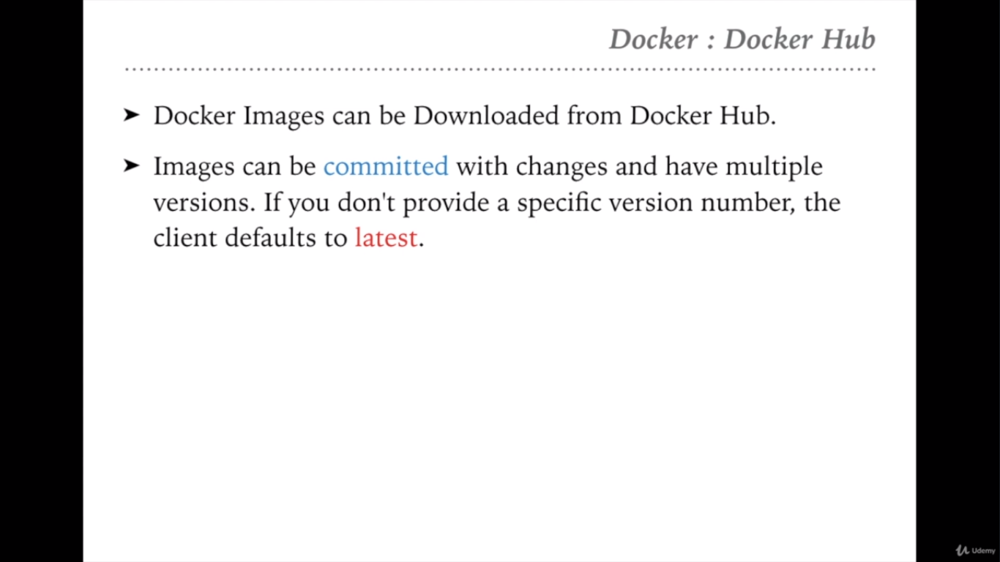 Docker : Docker Hub
➤ Docker Images can be Downloaded from Docker Hub.
➤ Images can be committed with changes and have multiple
versions. If you don't provide a specific version number, the
client defaults to latest.
Udemy